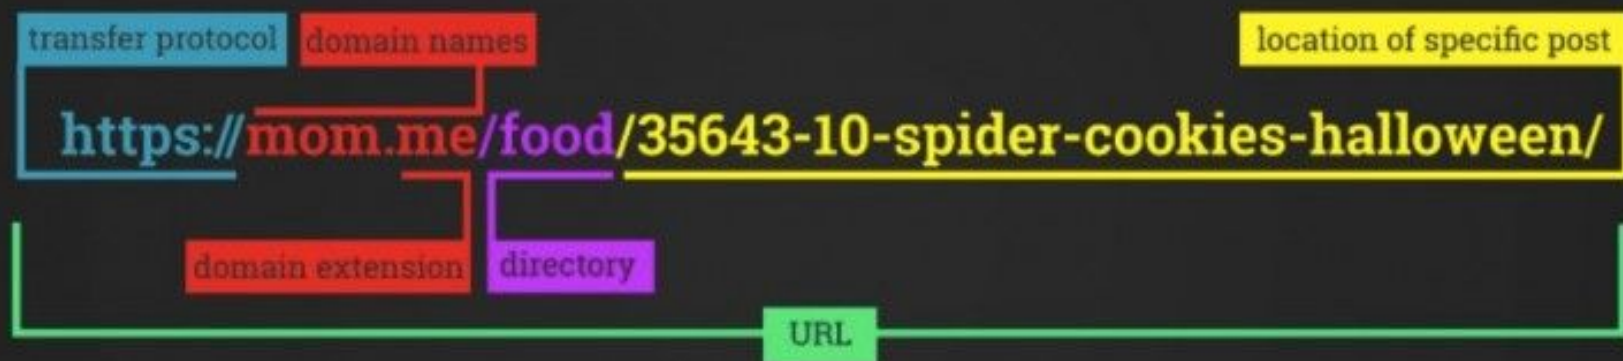 transfer protocol domain names location of specific post
https://mom.me/food/35643-10-spider-cookies-halloween/
domain extension directory
URL